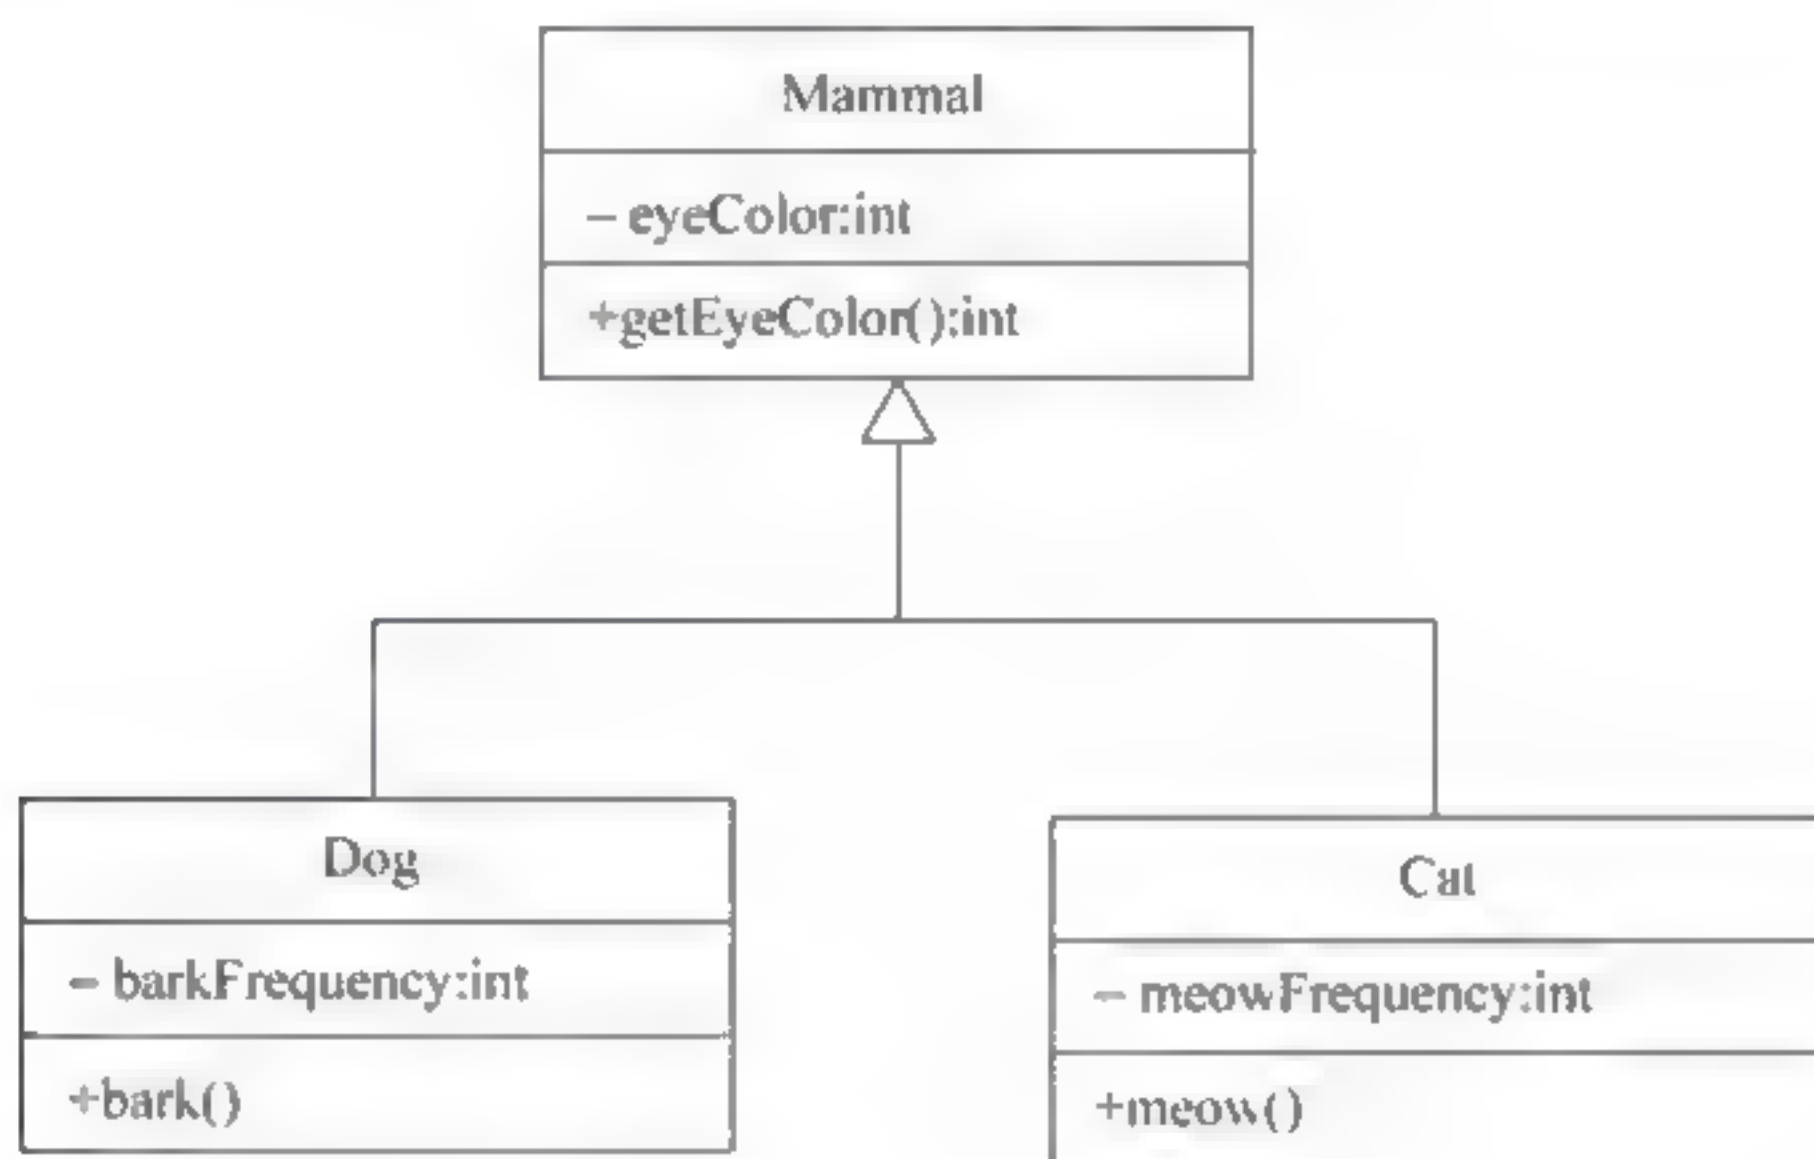 Mammal
– eyeColor:int
+getEyeColor():int
Dog
– barkFrequency:int
+bark()
Cat
– meowFrequency:int
+meow()